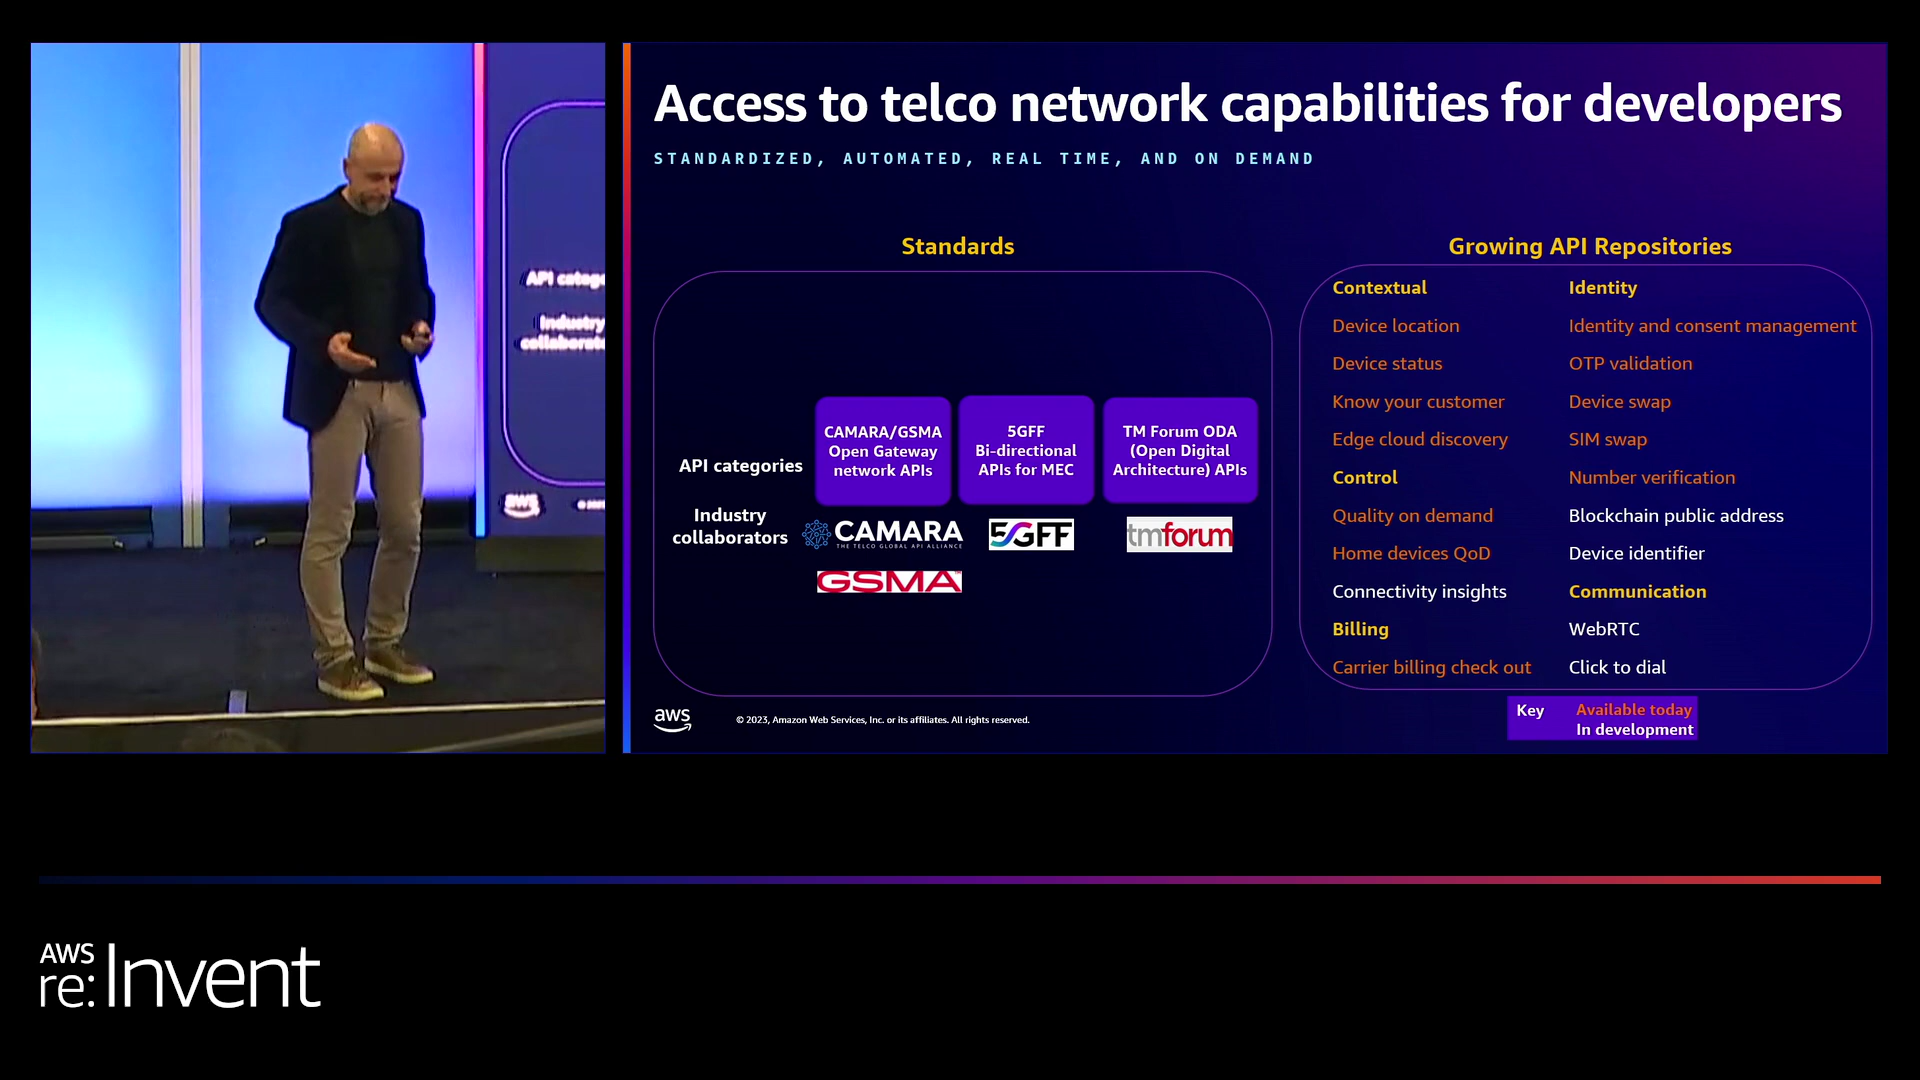 API catego
Industry
collaborato
aws
Access to telco network capabilities for developers
STANDARDIZED, AUTOMATED, REAL TIME, AND ON DEMAND
Standards
API categories
CAMARA/GSMA
Open Gateway
network APIs
5GFF
Bi-directional
APIs for MEC
TM Forum ODA
(Open Digital
Architecture) APIs
Industry
collaborators
CAMARA
THE TELCO GLOBAL API ALLIANCE
GSMA
5GFF
tmforum
Growing API Repositories
Contextual
Device location
Device status
Know your customer
Edge cloud discovery
Control
Quality on demand
Home devices QoD
Connectivity insights
Billing
Carrier billing check out
Identity
Identity and consent management
OTP validation
Device swap
SIM swap
Number verification
Blockchain public address
Device identifier
Communication
WebRTC
Click to dial
Key
Available today
In development
aws
© 2023, Amazon Web Services, Inc. or its affiliates. All rights reserved.
AWS
re:Invent